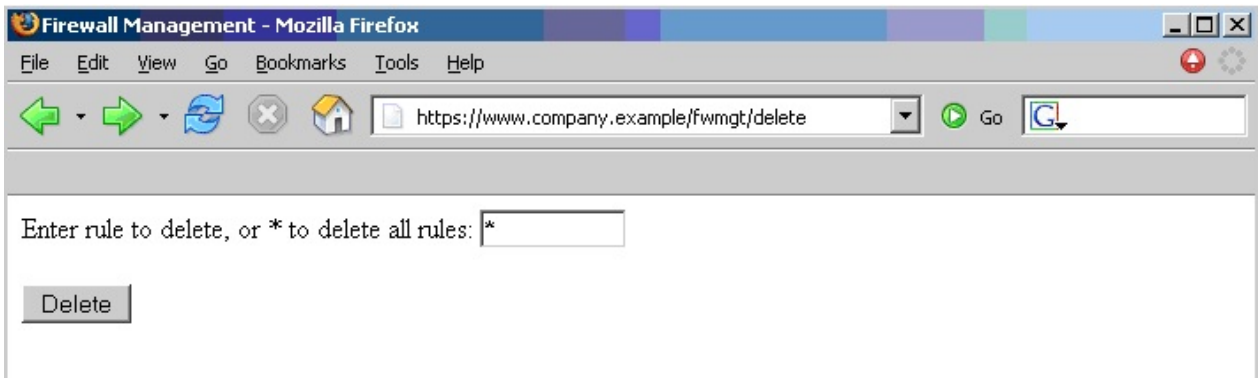 Firewall Management - Mozilla Firefox
File Edit View Go Bookmarks Tools Help
https://www.company.example/fwmgt/delete Go G
Enter rule to delete, or * to delete all rules: *
Delete